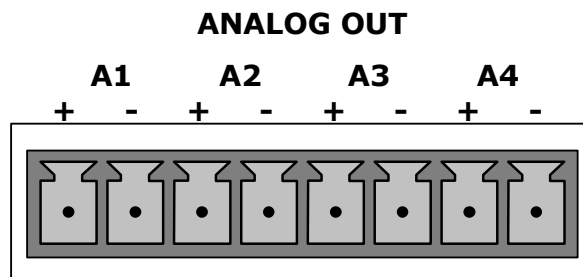 ANALOG OUT
A1 A2 A3 A4
+ - + - + - + -